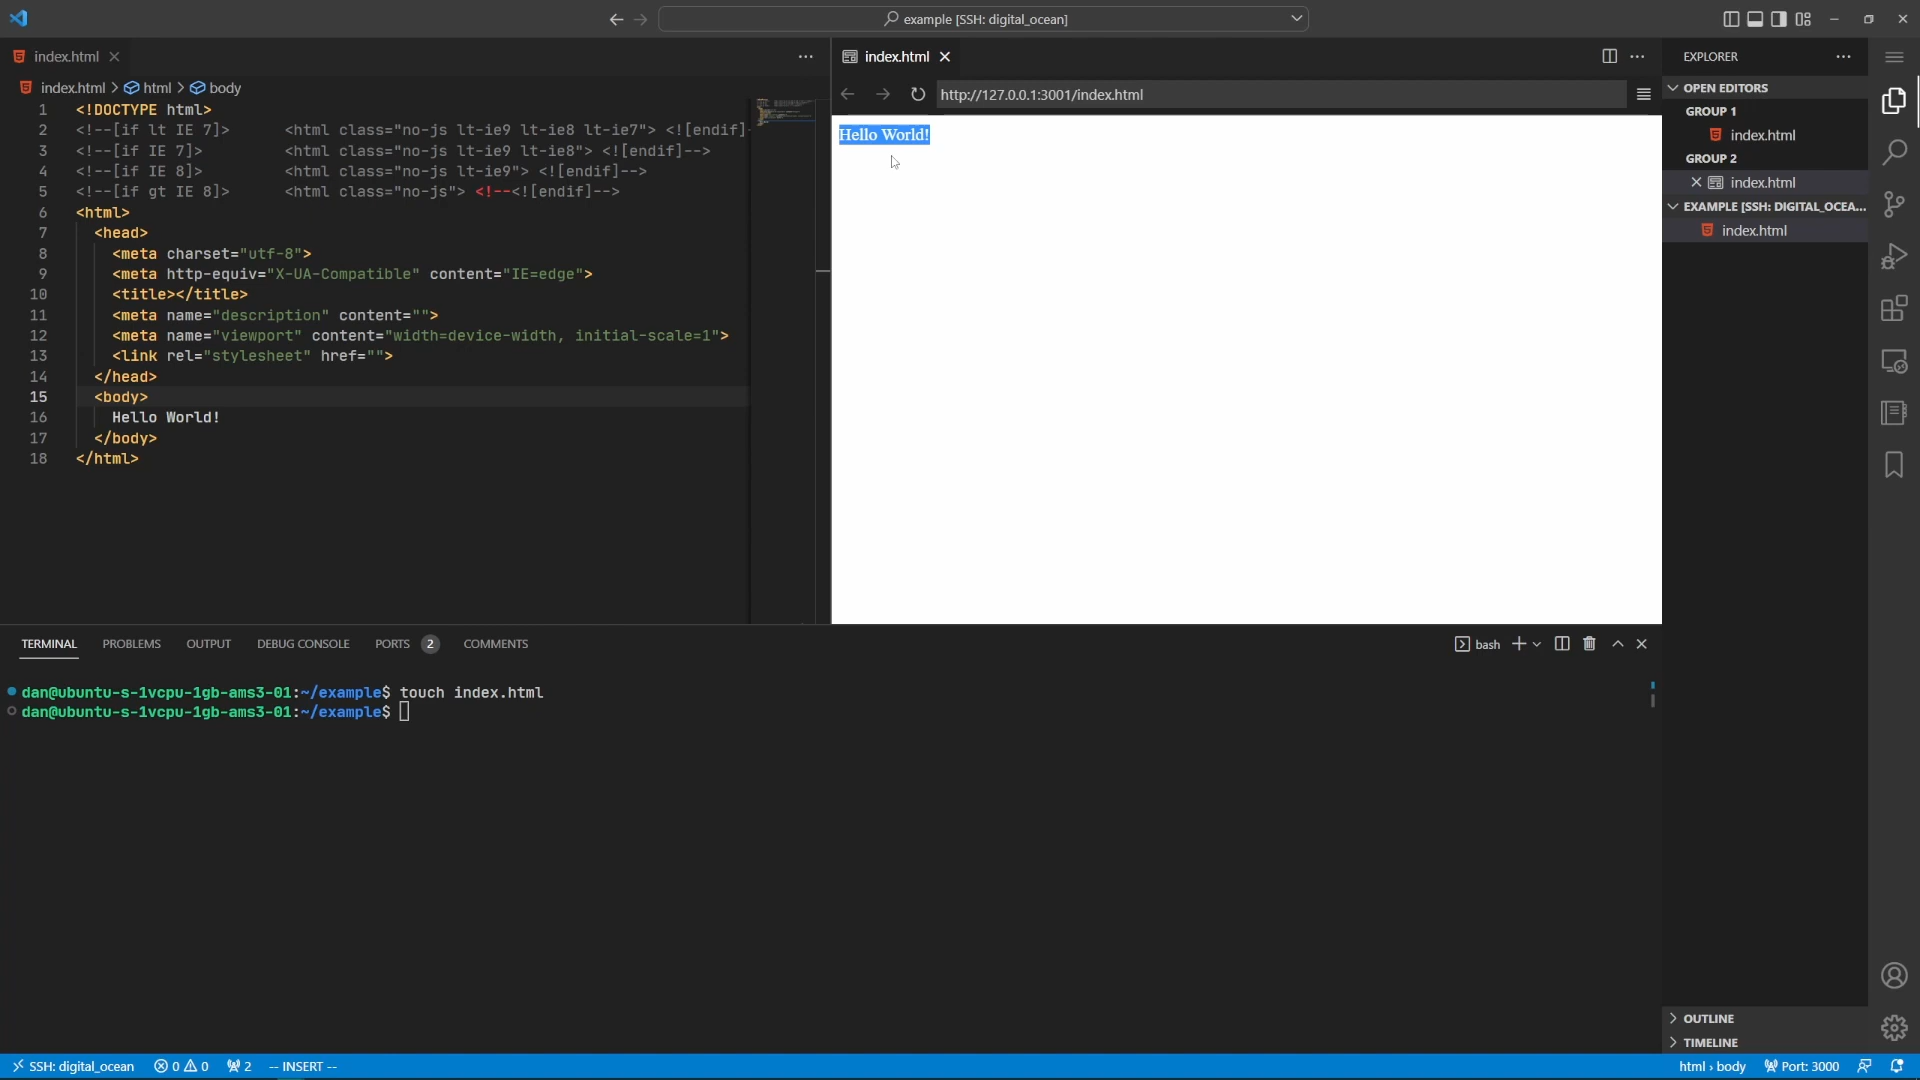 example [SSH: digital_ocean]
index.html
index.html > html > body
1 <!DOCTYPE html>
2 <!--[if lt IE 7]>      <html class="no-js lt-ie9 lt-ie8 lt-ie7"> <![endif]-
3 <!--[if IE 7]>         <html class="no-js lt-ie9 lt-ie8"> <![endif]-->
4 <!--[if IE 8]>         <html class="no-js lt-ie9"> <![endif]-->
5 <!--[if gt IE 8]>      <html class="no-js"> <!--<![endif]-->
6 <html>
7   <head>
8     <meta charset="utf-8">
9     <meta http-equiv="X-UA-Compatible" content="IE=edge">
10     <title></title>
11     <meta name="description" content="">
12     <meta name="viewport" content="width=device-width, initial-scale=1">
13     <link rel="stylesheet" href="">
14   </head>
15   <body>
16     Hello World!
17   </body>
18 </html>
index.html
http://127.0.0.1:3001/index.html
Hello World!
EXPLORER
OPEN EDITORS
GROUP 1
index.html
GROUP 2
index.html
EXAMPLE [SSH: DIGITAL_OCEA...
index.html
OUTLINE
TIMELINE
TERMINAL PROBLEMS OUTPUT DEBUG CONSOLE PORTS 2 COMMENTS
bash
dan@ubuntu-s-1vcpu-1gb-ams3-01:~/example$ touch index.html
dan@ubuntu-s-1vcpu-1gb-ams3-01:~/example$
SSH: digital_ocean 0 0 2 -- INSERT -- html › body Port: 3000